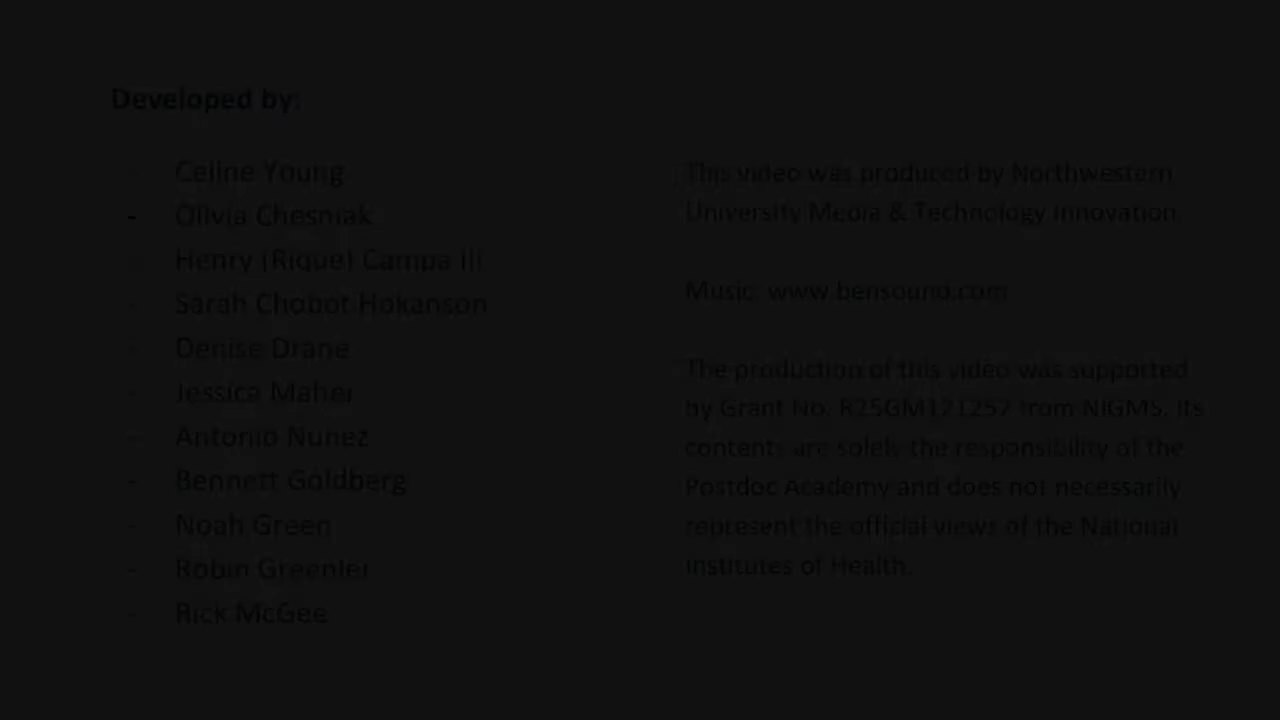 Developed by:
- Celine Young
- Olivia Chesniak
- Henry (Rique) Campa III
- Sarah Chobot Hokanson
- Denise Drane
- Jessica Maher
- Antonio Nunez
- Bennett Goldberg
- Noah Green
- Robin Greenler
- Rick McGee
This video was produced by Northwestern
University Media & Technology Innovation.
Music: www.bensound.com
The production of this video was supported
by Grant No. R25GM121257 from NIGMS. Its
contents are solely the responsibility of the
Postdoc Academy and does not necessarily
represent the official views of the National
Institutes of Health.